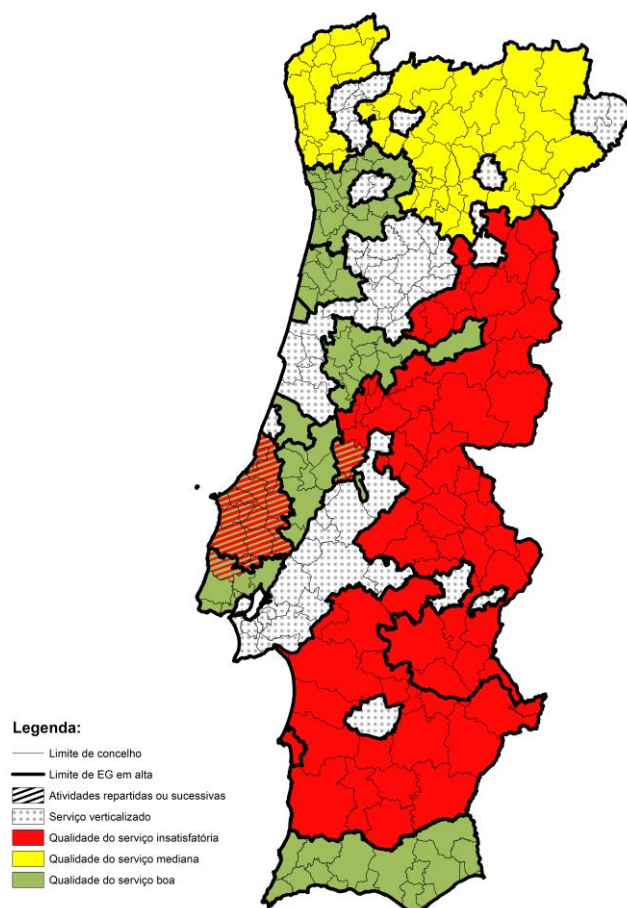 Legenda:
Limite de concelho
Limite de EG em alta
Atividades repartidas ou sucessivas
Serviço verticalizado
Qualidade do serviço insatisfatória
Qualidade do serviço mediana
Qualidade do serviço boa